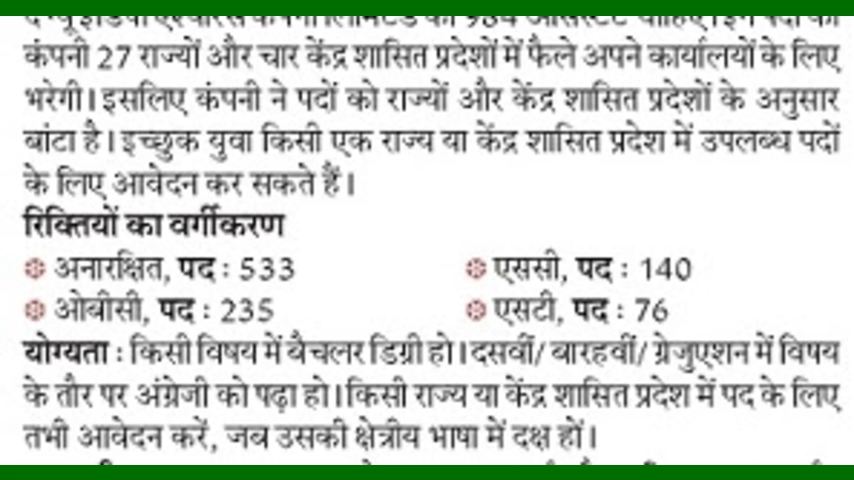 कंपनी 27 राज्यों और चार केंद्र शासित प्रदेशों में फैले अपने कार्यालयों के लिए
भरेगी। इसलिए कंपनी ने पदों को राज्यों और केंद्र शासित प्रदेशों के अनुसार
बांटा है। इच्छुक युवा किसी एक राज्य या केंद्र शासित प्रदेश में उपलब्ध पदों
के लिए आवेदन कर सकते हैं।
रिक्तियों का वर्गीकरण
अनारक्षित, पद : 533 एससी, पद : 140
ओबीसी, पद : 235 एसटी, पद : 76
योग्यता : किसी विषय में बैचलर डिग्री हो। दसवीं/ बारहवीं/ ग्रेजुएशन में विषय
के तौर पर अंग्रेजी को पढ़ा हो। किसी राज्य या केंद्र शासित प्रदेश में पद के लिए
तभी आवेदन करें, जब उसकी क्षेत्रीय भाषा में दक्ष हों।